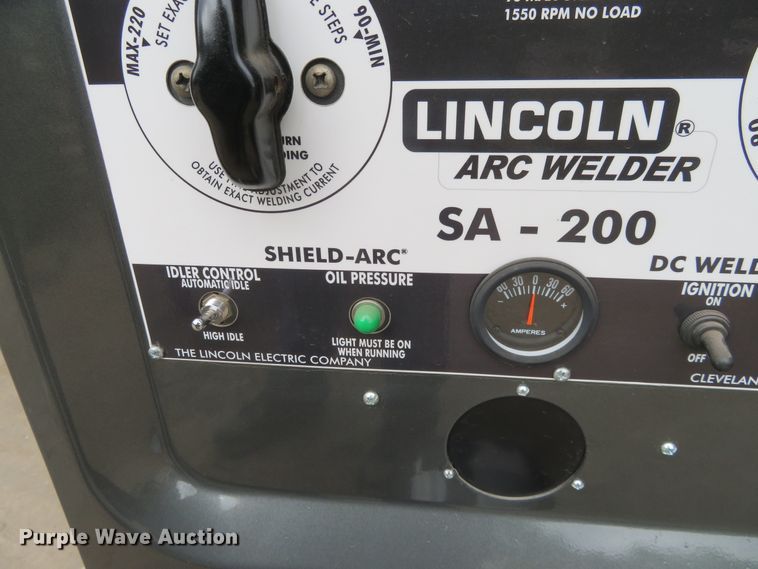 1550 RPM NO LOAD
MAX-220
SET EXAC
E STEPS
90-MIN
URN
DING
USE
ADJUSTMENT TO
OBTAIN EXACT WELDING CURRENT
LINCOLN®
ARC WELDER
SA - 200
SHIELD-ARC®
DC WELD
IDLER CONTROL
AUTOMATIC IDLE
HIGH IDLE
OIL PRESSURE
LIGHT MUST BE ON
WHEN RUNNING
60 30 0 30 60
- +
AMPERES
IGNITION
ON
OFF
THE LINCOLN ELECTRIC COMPANY
CLEVELAN
Purple Wave Auction